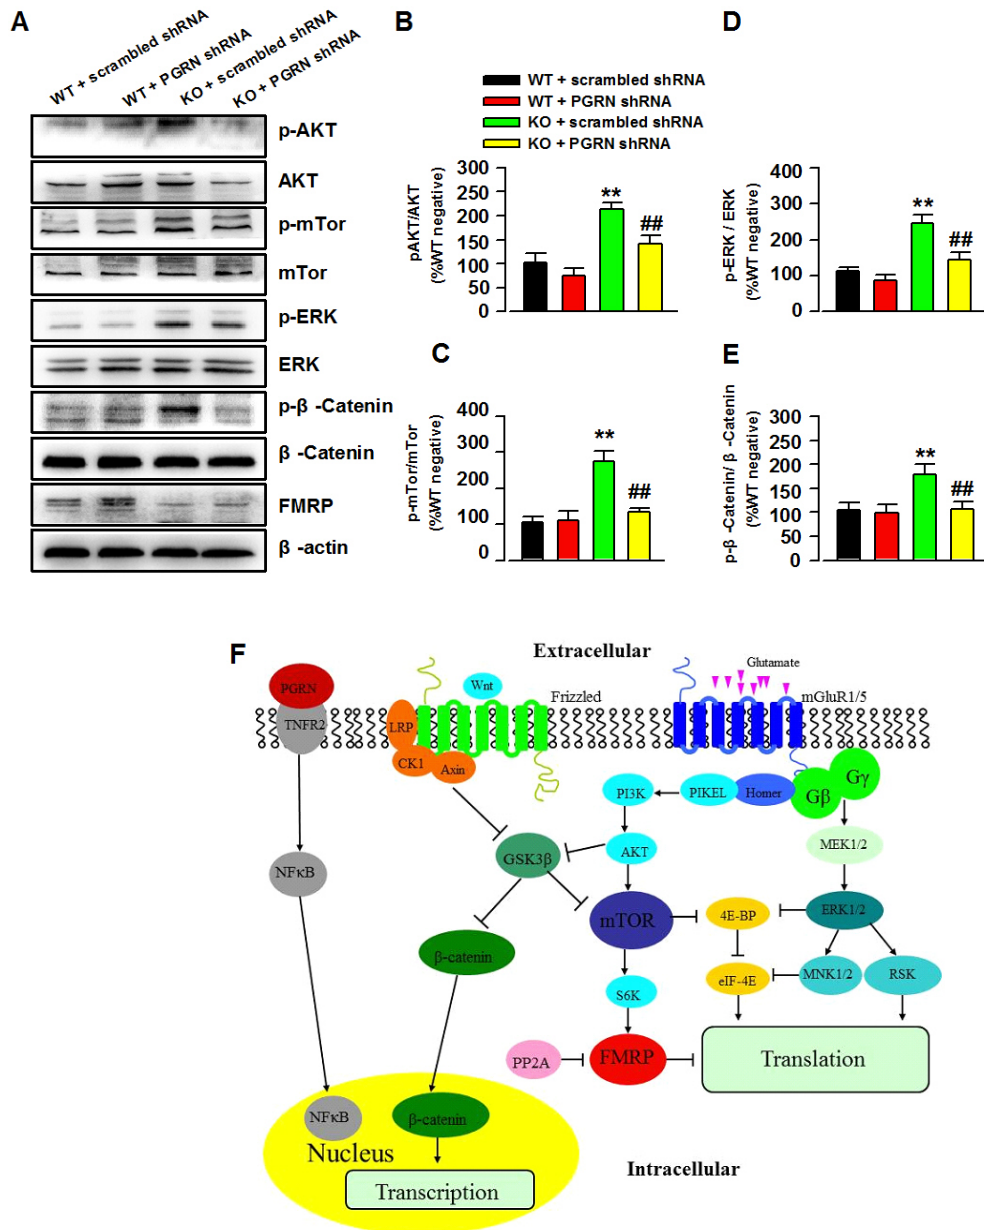 A
WT + scrambled shRNA
WT + PGRN shRNA
KO + scrambled shRNA
KO + PGRN shRNA
p-AKT
AKT
p-mTor
mTor
p-ERK
ERK
p-β -Catenin
β -Catenin
FMRP
β -actin
B
WT + scrambled shRNA
WT + PGRN shRNA
KO + scrambled shRNA
KO + PGRN shRNA
pAKT/AKT
(%WT negative)
300
250
200
150
100
50
0
**
##
C
p-mTor/mTor
(%WT negative)
400
300
200
100
0
**
##
D
p-ERK / ERK
(%WT negative)
400
300
200
100
0
**
##
E
p-β -Catenin/ β -Catenin
(%WT negative)
300
250
200
150
100
50
0
**
##
F
Extracellular
PGRN
TNFR2
NFκB
NFκB
Wnt
Frizzled
LRP
CK1
Axin
Glutamate
mGluR1/5
Gγ
Gβ
Homer
PIKEL
PI3K
AKT
GSK3β
MEK1/2
mTOR
4E-BP
ERK1/2
β-catenin
S6K
eIF-4E
MNK1/2
RSK
PP2A
FMRP
Translation
β-catenin
Nucleus
Transcription
Intracellular